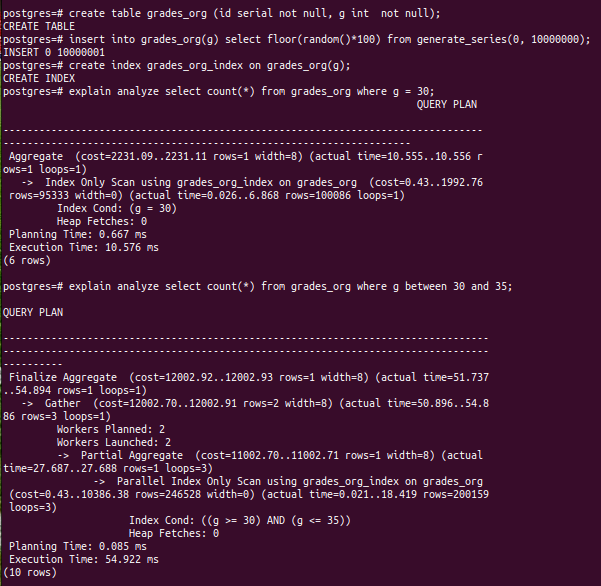 postgres=# create table grades_org (id serial not null, g int  not null);
CREATE TABLE
postgres=# insert into grades_org(g) select floor(random()*100) from generate_series(0, 10000000);
INSERT 0 10000001
postgres=# create index grades_org_index on grades_org(g);
CREATE INDEX
postgres=# explain analyze select count(*) from grades_org where g = 30;
QUERY PLAN
--------------------------------------------------------------------------------
--------------------------------------------------------------------
Aggregate  (cost=2231.09..2231.11 rows=1 width=8) (actual time=10.555..10.556 r
ows=1 loops=1)
->  Index Only Scan using grades_org_index on grades_org  (cost=0.43..1992.76
rows=95333 width=0) (actual time=0.026..6.868 rows=100086 loops=1)
Index Cond: (g = 30)
Heap Fetches: 0
Planning Time: 0.667 ms
Execution Time: 10.576 ms
(6 rows)
postgres=# explain analyze select count(*) from grades_org where g between 30 and 35;
QUERY PLAN
---------------------------------------------------------------------------------
---------------------------------------------------------------------------------
----------
Finalize Aggregate  (cost=12002.92..12002.93 rows=1 width=8) (actual time=51.737
..54.894 rows=1 loops=1)
->  Gather  (cost=12002.70..12002.91 rows=2 width=8) (actual time=50.896..54.8
86 rows=3 loops=1)
Workers Planned: 2
Workers Launched: 2
->  Partial Aggregate  (cost=11002.70..11002.71 rows=1 width=8) (actual
time=27.687..27.688 rows=1 loops=3)
->  Parallel Index Only Scan using grades_org_index on grades_org
(cost=0.43..10386.38 rows=246528 width=0) (actual time=0.021..18.419 rows=200159
loops=3)
Index Cond: ((g >= 30) AND (g <= 35))
Heap Fetches: 0
Planning Time: 0.085 ms
Execution Time: 54.922 ms
(10 rows)